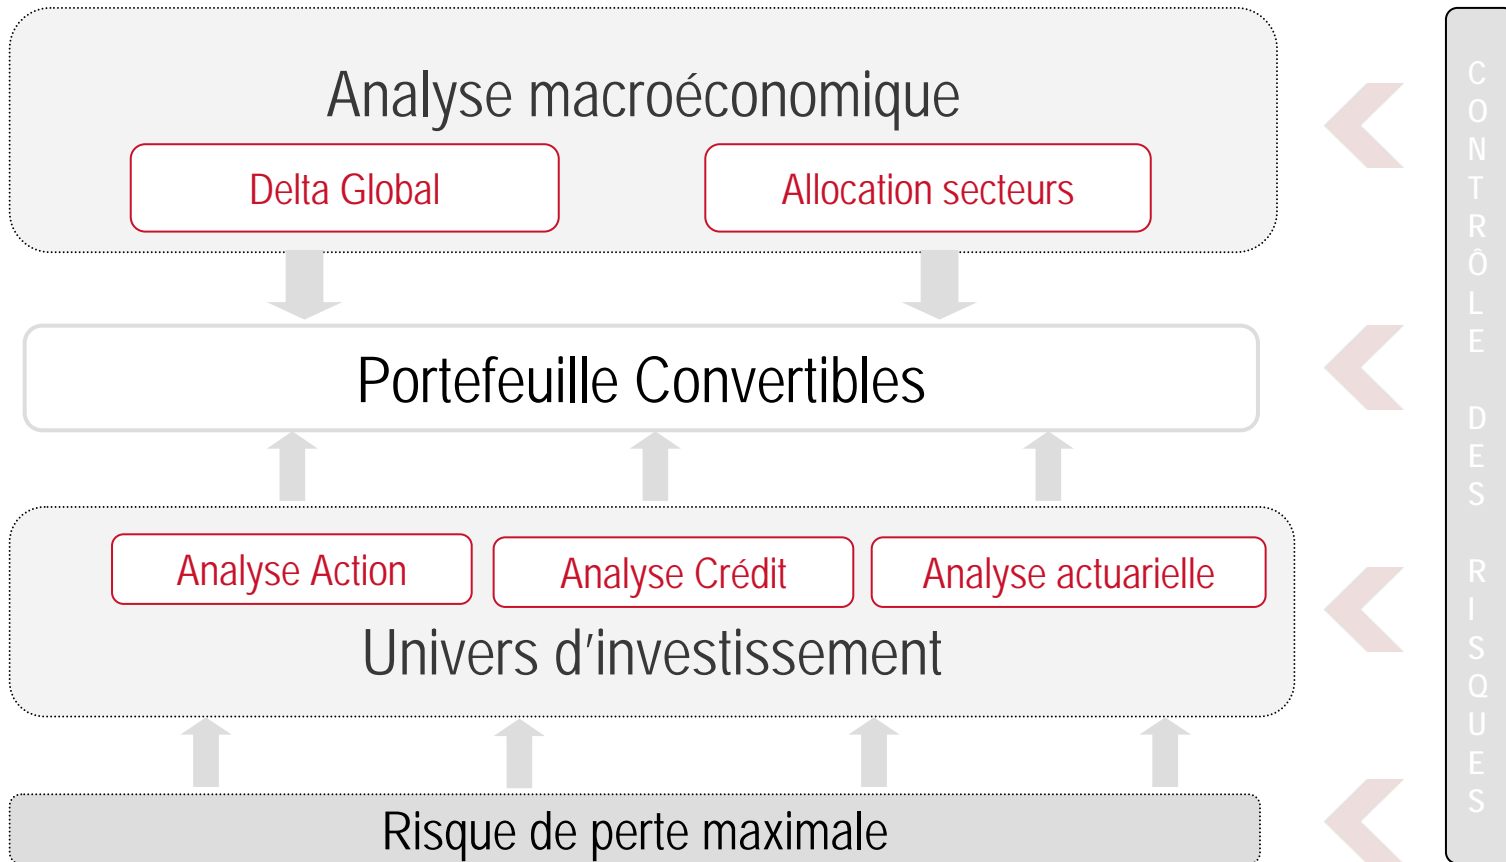 Analyse macroéconomique
Delta Global
Allocation secteurs
Portefeuille Convertibles
Analyse Action
Analyse Crédit
Analyse actuarielle
Univers d'investissement
Risque de perte maximale
CONTRÔLE DES RISQUES